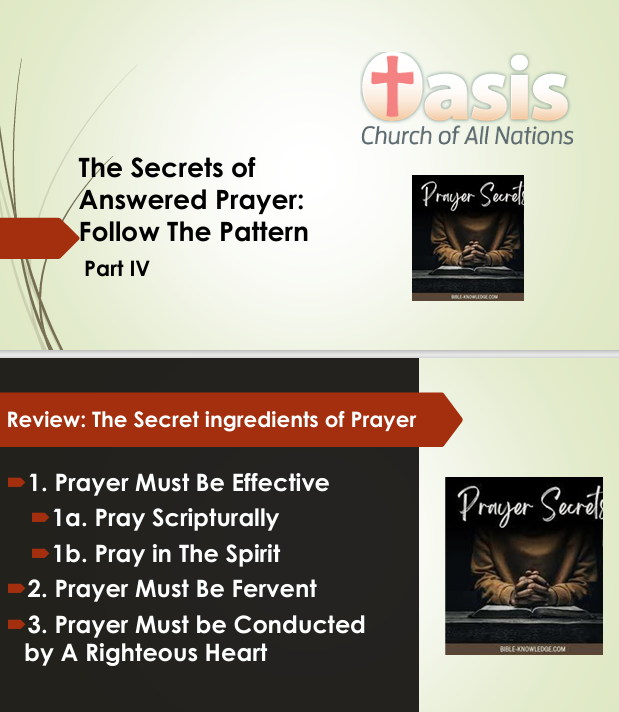 Oasis
Church of All Nations
The Secrets of
Answered Prayer:
Follow The Pattern
Part IV
Prayer Secrets
BIBLE-KNOWLEDGE.COM
Review: The Secret ingredients of Prayer
1. Prayer Must Be Effective
1a. Pray Scripturally
1b. Pray in The Spirit
2. Prayer Must Be Fervent
3. Prayer Must be Conducted
by A Righteous Heart
Prayer Secrets
BIBLE-KNOWLEDGE.COM